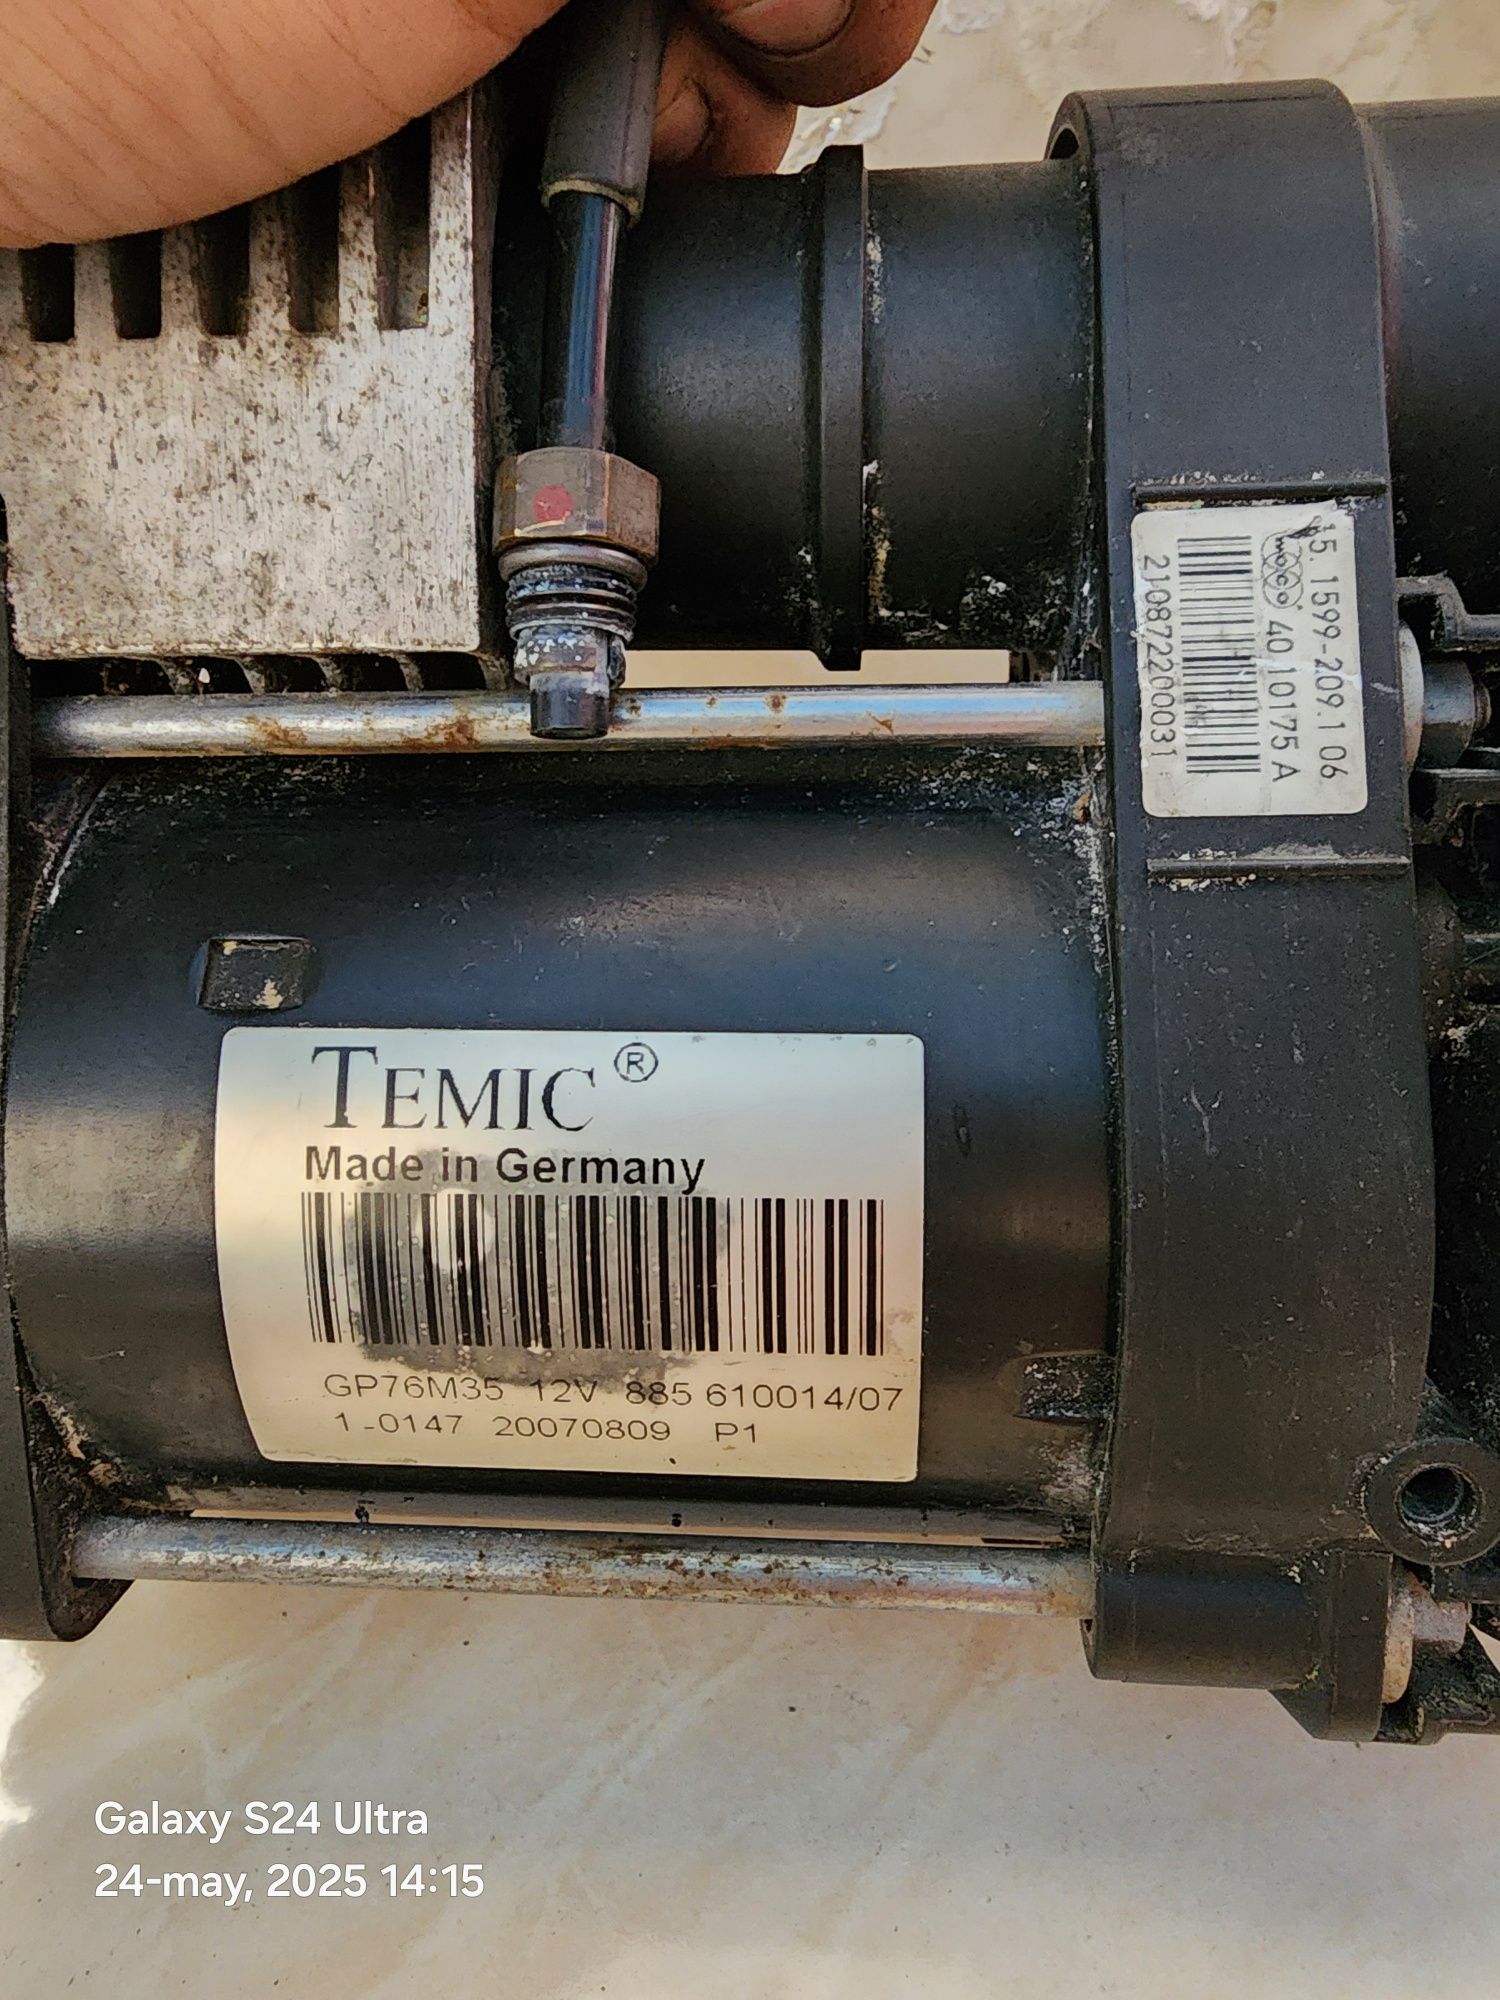 15. 1599-209.1 06
moco. 40 10175 A
210872200031
TEMIC ®
Made in Germany
GP76M35 12V 885 610014/07
1-0147 20070809 P1
Galaxy S24 Ultra
24-may, 2025 14:15